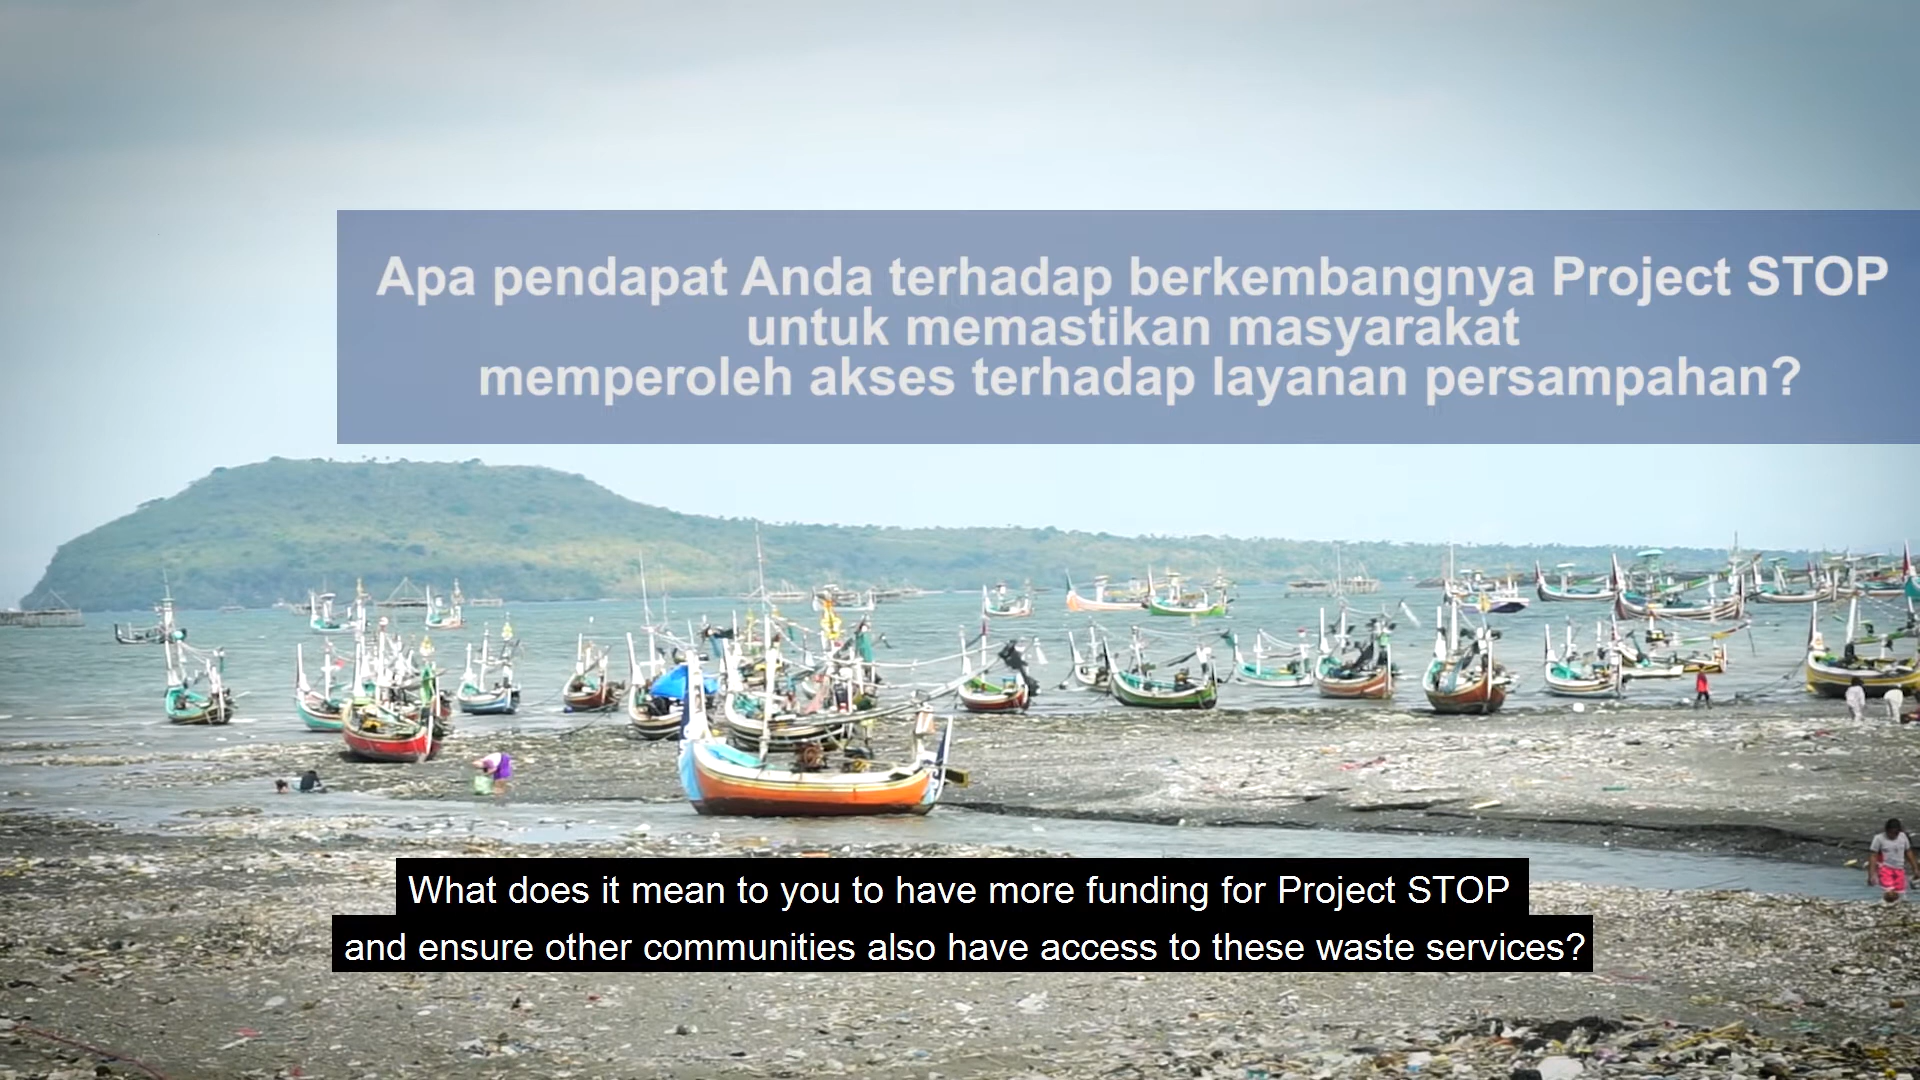 Apa pendapat Anda terhadap berkembangnya Project STOP
untuk memastikan masyarakat
memperoleh akses terhadap layanan persampahan?
What does it mean to you to have more funding for Project STOP
and ensure other communities also have access to these waste services?